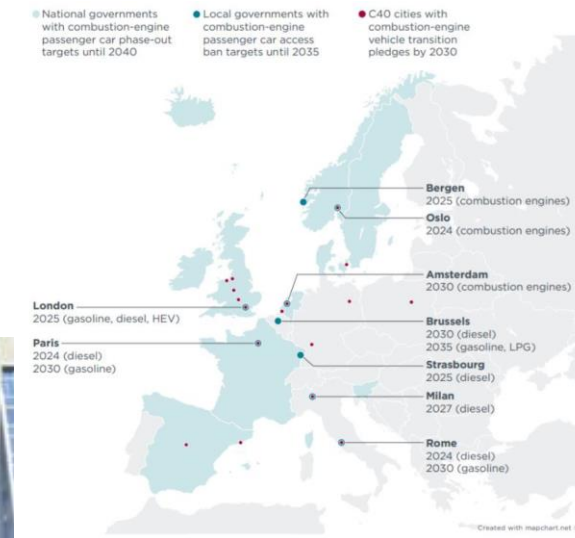 National governments
with combustion-engine
passenger car phase-out
targets until 2040
Local governments with
combustion-engine
passenger car access
ban targets until 2035
C40 cities with
combustion-engine
vehicle transition
pledges by 2030
Bergen
2025 (combustion engines)
Oslo
2024 (combustion engines)
Amsterdam
2030 (combustion engines)
London
2025 (gasoline, diesel, HEV)
Brussels
2030 (diesel)
2035 (gasoline, LPG)
Paris
2024 (diesel)
2030 (gasoline)
Strasbourg
2025 (diesel)
Milan
2027 (diesel)
Rome
2024 (diesel)
2030 (gasoline)
Created with mapchart.net